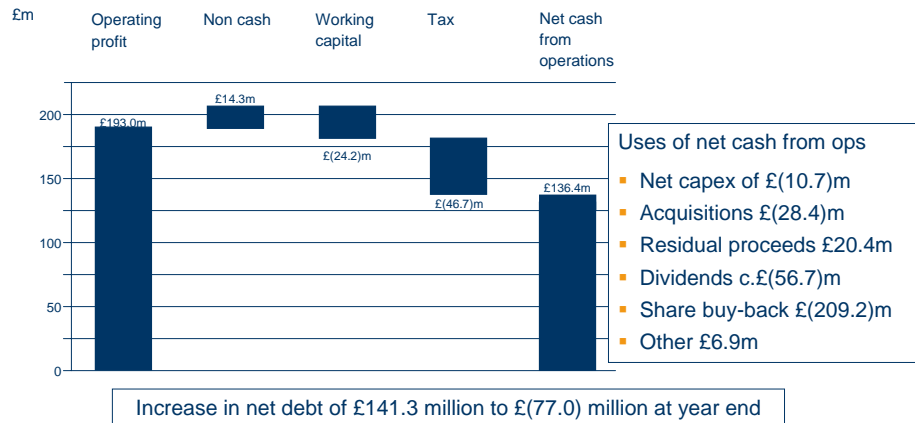 £m
Operating
profit
Non cash
Working
capital
Tax
Net cash
from
operations
£14.3m
200
£193.0m
£(24.2)m
150
£(46.7)m
£136.4m
100
50
0
Uses of net cash from ops
▪ Net capex of £(10.7)m
▪ Acquisitions £(28.4)m
▪ Residual proceeds £20.4m
▪ Dividends c.£(56.7)m
▪ Share buy-back £(209.2)m
▪ Other £6.9m
Increase in net debt of £141.3 million to £(77.0) million at year end